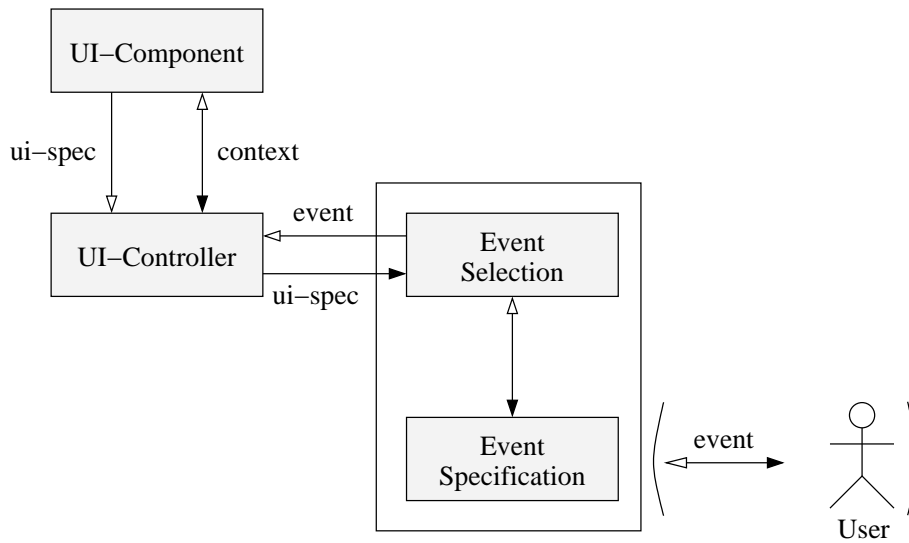 UI–Component
ui–spec
context
event
UI–Controller
Event
Selection
ui–spec
Event
Specification
event
User